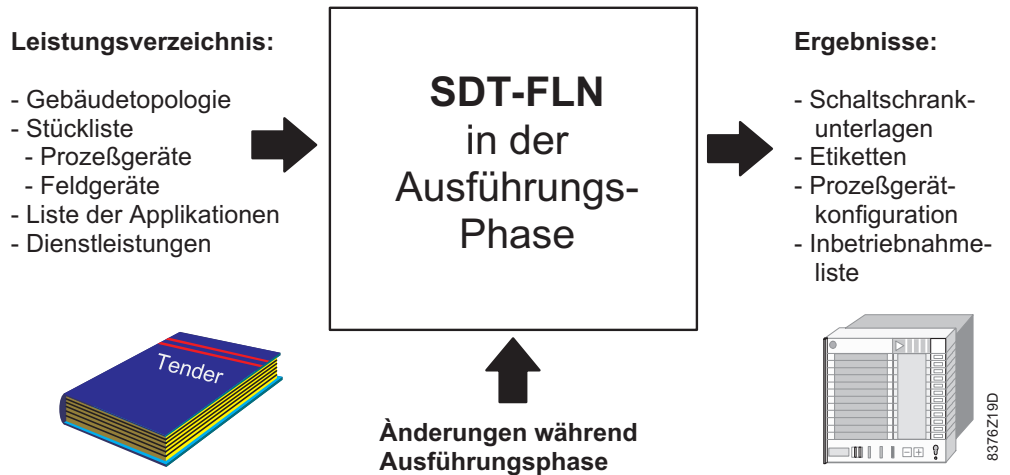 Leistungsverzeichnis:
- Gebäudetopologie
- Stückliste
- Prozeßgeräte
- Feldgeräte
- Liste der Applikationen
- Dienstleistungen
SDT-FLN
in der
Ausführungs-
Phase
Ergebnisse:
- Schaltschrank-
unterlagen
- Etiketten
- Prozeßgerät-
konfiguration
- Inbetriebnahme-
liste
Tender
Ànderungen während
Ausführungsphase
8376Z19D